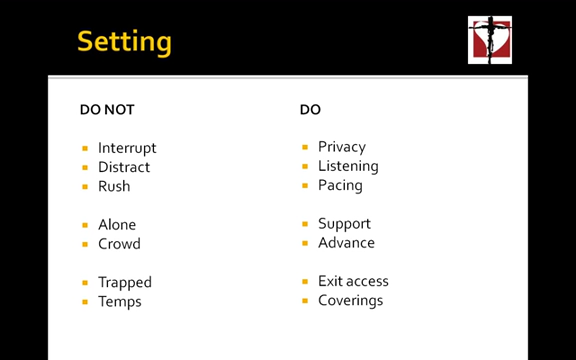 Setting
DO NOT
Interrupt
Distract
Rush
Alone
Crowd
Trapped
Temps
DO
Privacy
Listening
Pacing
Support
Advance
Exit access
Coverings